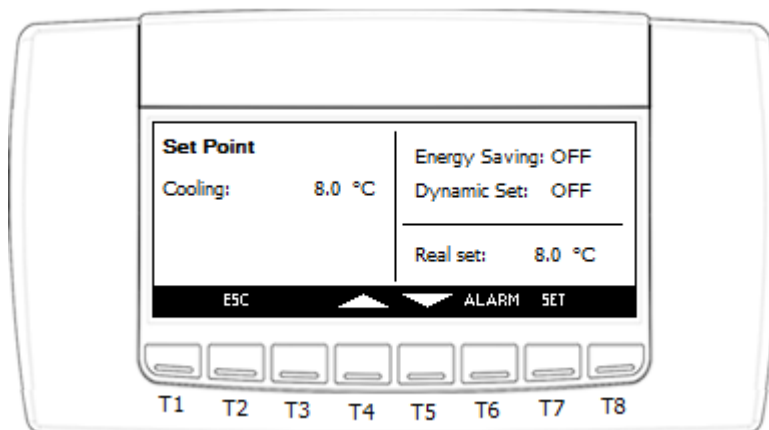 Set Point
Cooling: 8.0 °C
Energy Saving: OFF
Dynamic Set: OFF
Real set: 8.0 °C
ESC ALARM SET
T1 T2 T3 T4 T5 T6 T7 T8